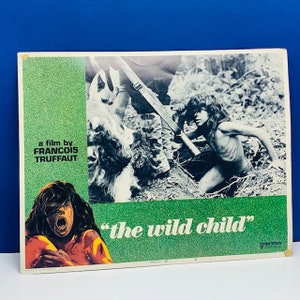 a film by
FRANCOIS
TRUFFAUT
"the wild child"